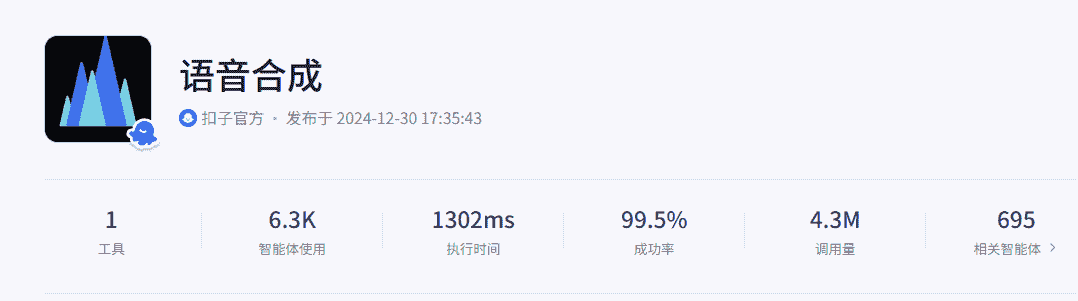 语音合成
扣子官方 · 发布于 2024-12-30 17:35:43
1 6.3K 1302ms 99.5% 4.3M 695
工具 智能体使用 执行时间 成功率 调用量 相关智能体 >